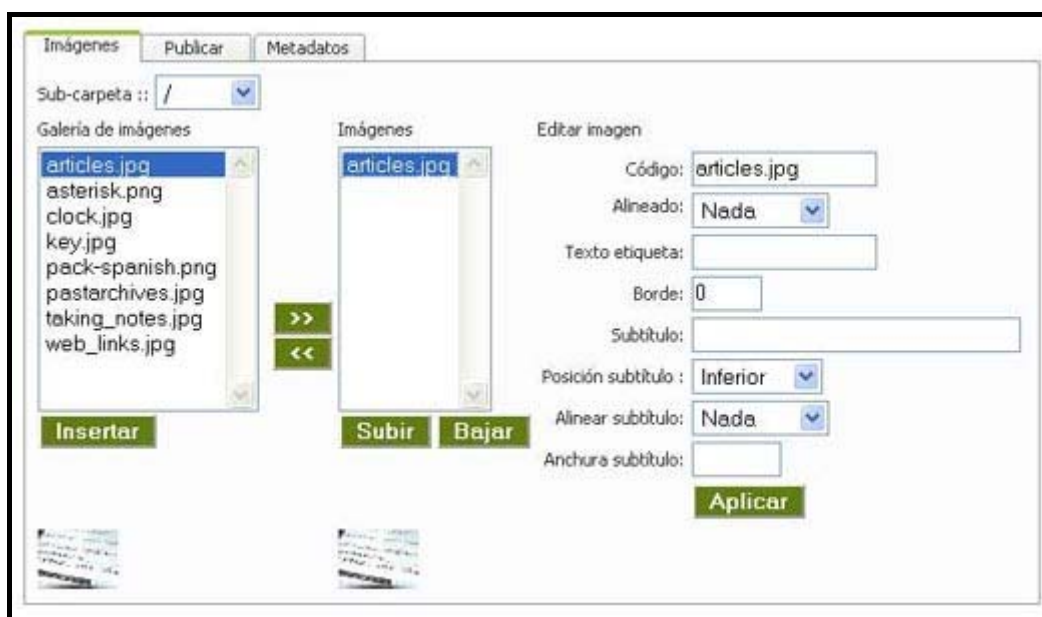 Imágenes Publicar Metadatos
Sub-carpeta :: /
Galería de imágenes
articles.jpg
asterisk.png
clock.jpg
key.jpg
pack-spanish.png
pastarchives.jpg
taking_notes.jpg
web_links.jpg
Insertar
>>
<<
Imágenes
articles.jpg
Subir Bajar
Editar imagen
Código: articles.jpg
Alineado: Nada
Texto etiqueta:
Borde: 0
Subtítulo:
Posición subtítulo : Inferior
Alinear subtítulo: Nada
Anchura subtítulo:
Aplicar